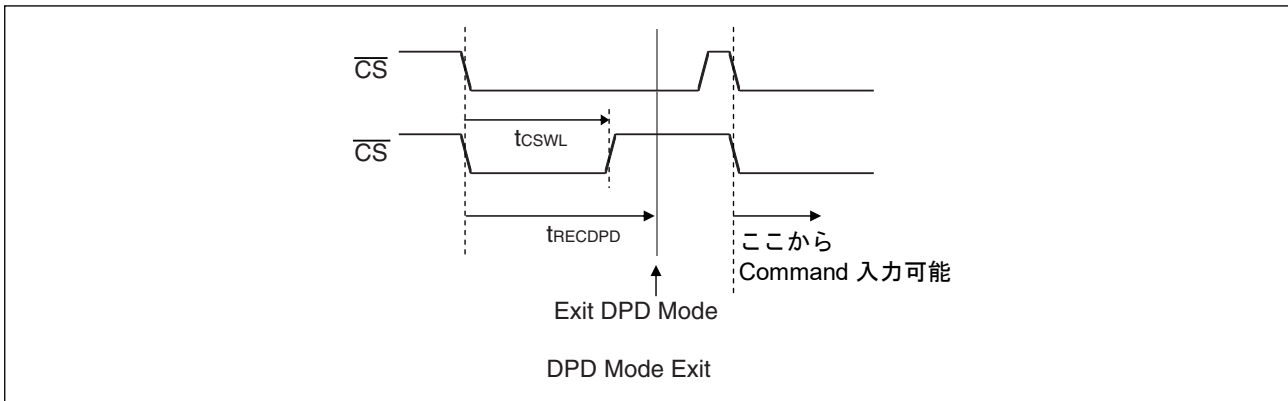 CS
tCSWL
CS
tRECDPD
ここから
Command 入力可能
Exit DPD Mode
DPD Mode Exit